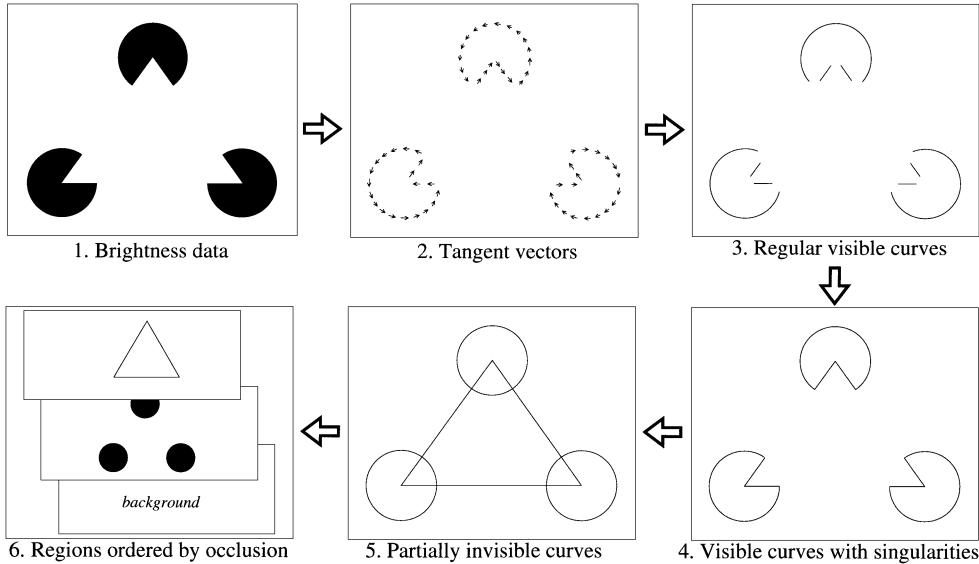 1. Brightness data
2. Tangent vectors
3. Regular visible curves
background
6. Regions ordered by occlusion
5. Partially invisible curves
4. Visible curves with singularities